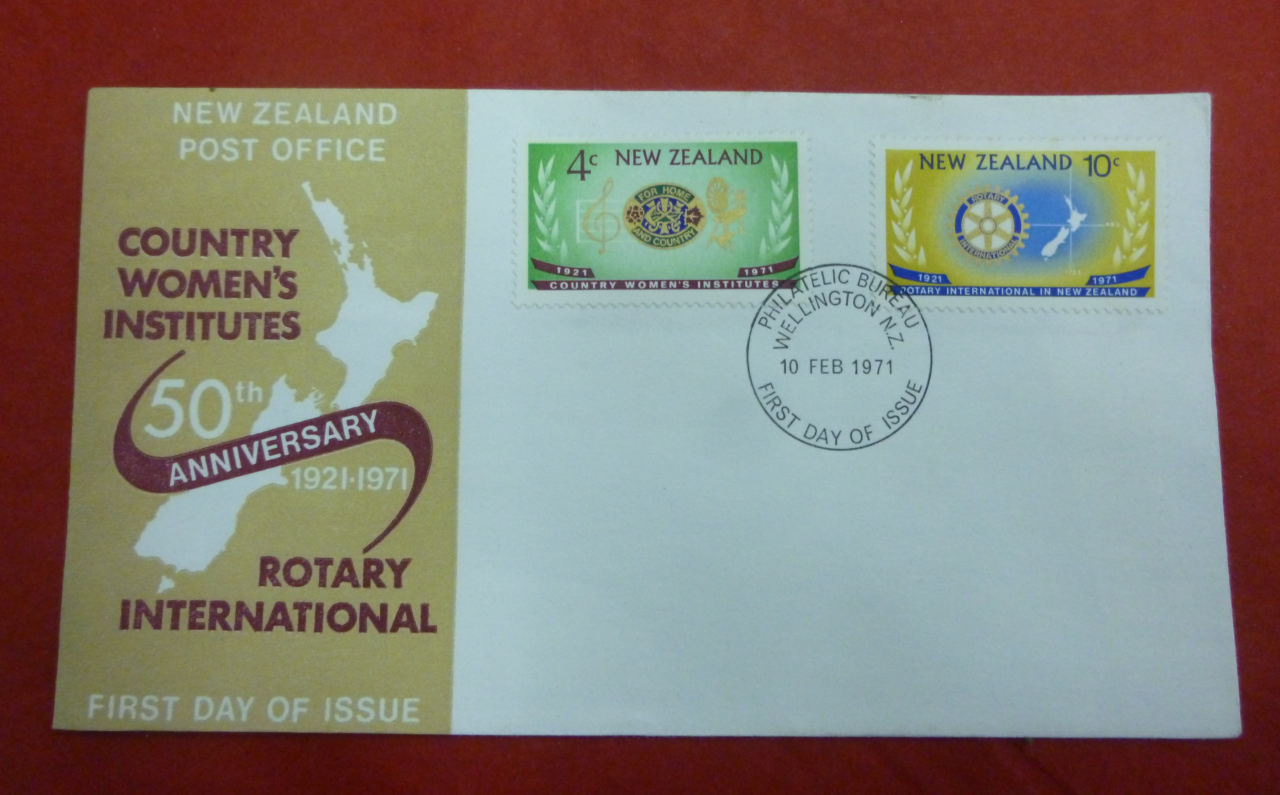 NEW ZEALAND
POST OFFICE
COUNTRY
WOMEN'S
INSTITUTES
50th
ANNIVERSARY
1921·1971
ROTARY
INTERNATIONAL
FIRST DAY OF ISSUE
4c NEW ZEALAND
FOR HOME
AND COUNTRY
1921 1971
COUNTRY WOMEN'S INSTITUTES
NEW ZEALAND 10c
ROTARY
INTERNATIONAL
1921 1971
ROTARY INTERNATIONAL IN NEW ZEALAND
PHILATELIC BUREAU
WELLINGTON N.Z.
10 FEB 1971
FIRST DAY OF ISSUE